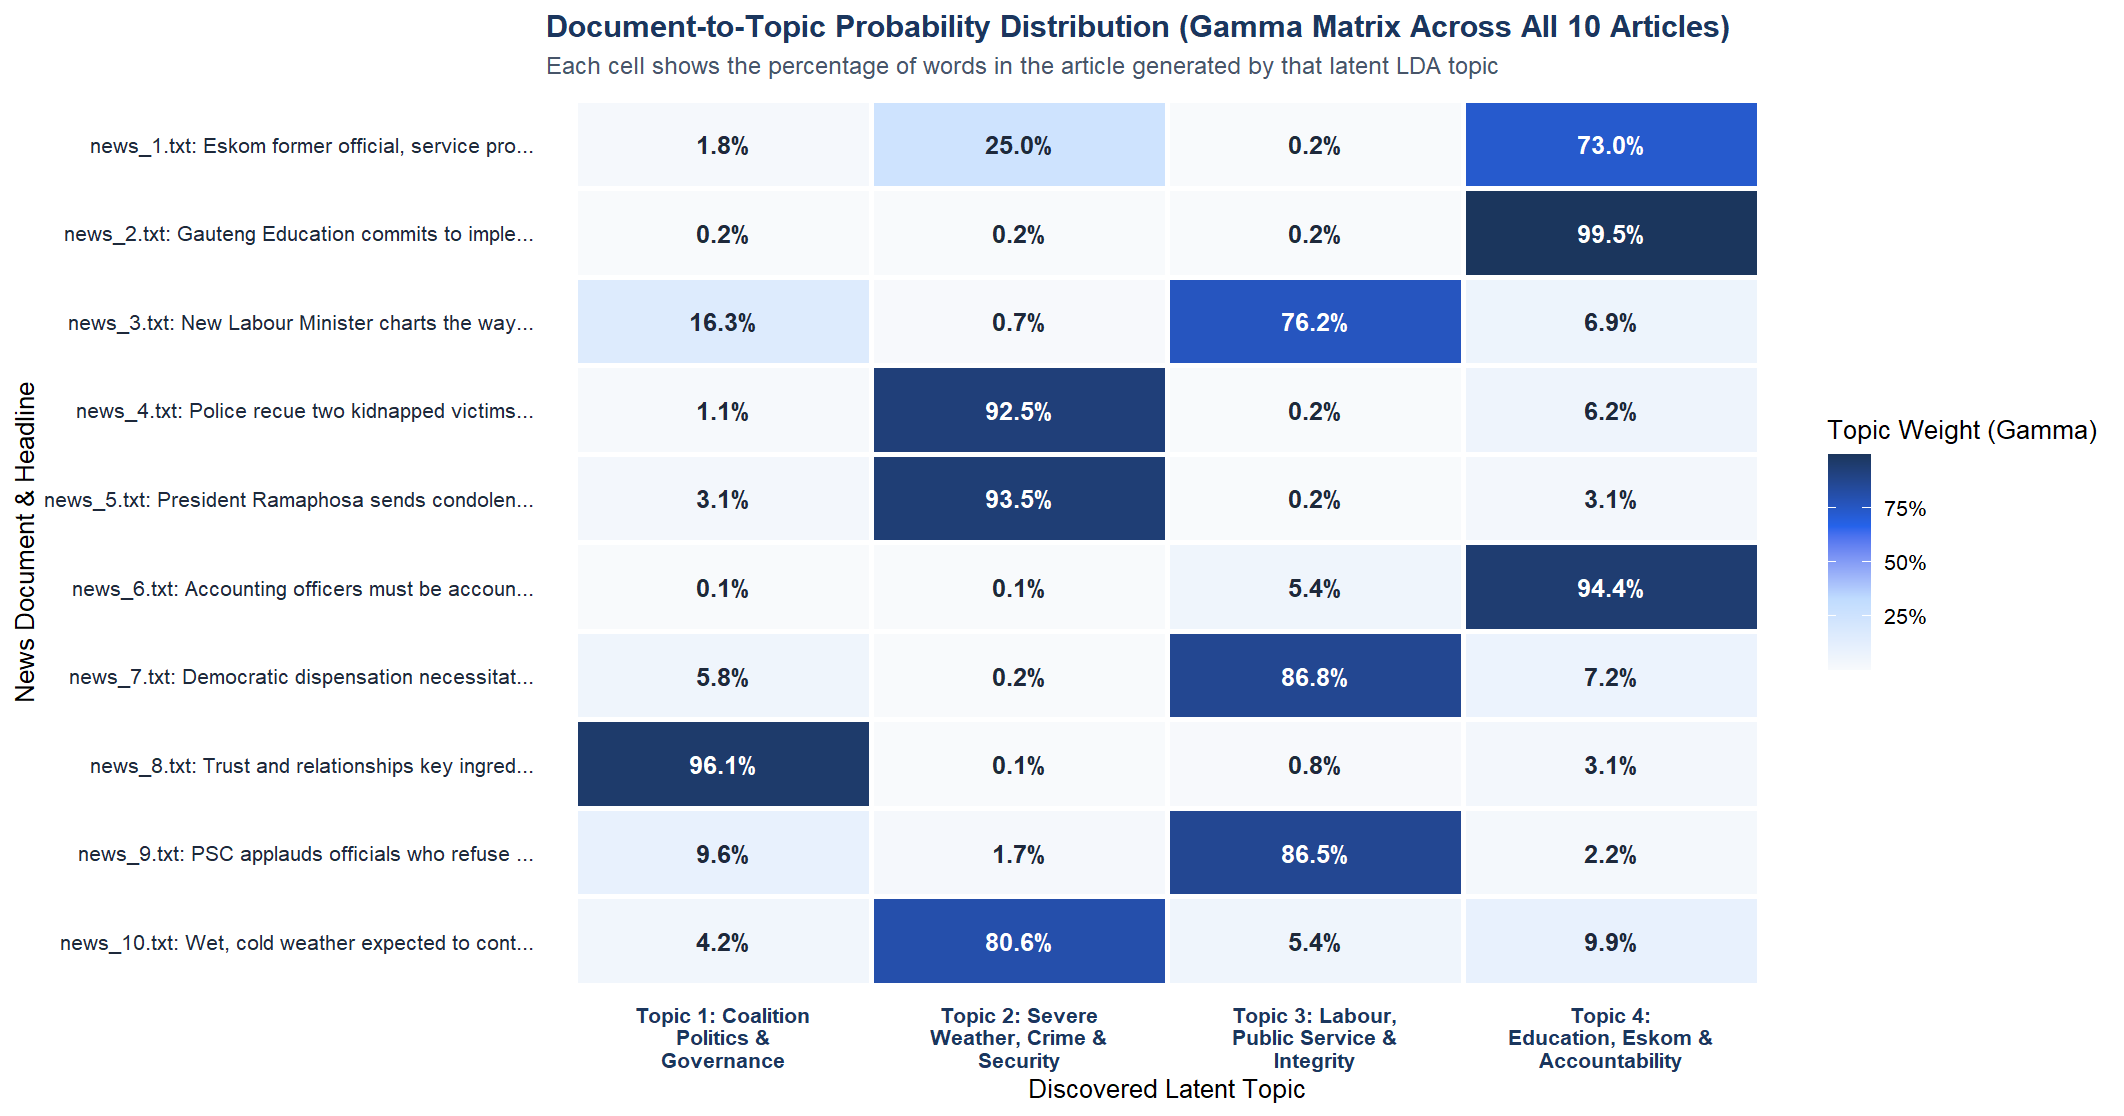 Document-to-Topic Probability Distribution (Gamma Matrix Across All 10 Articles)
Each cell shows the percentage of words in the article generated by that latent LDA topic
News Document & Headline
news_1.txt: Eskom former official, service pro... 1.8% 25.0% 0.2% 73.0%
news_2.txt: Gauteng Education commits to imple... 0.2% 0.2% 0.2% 99.5%
news_3.txt: New Labour Minister charts the way... 16.3% 0.7% 76.2% 6.9%
news_4.txt: Police recue two kidnapped victims... 1.1% 92.5% 0.2% 6.2%
news_5.txt: President Ramaphosa sends condolen... 3.1% 93.5% 0.2% 3.1%
news_6.txt: Accounting officers must be accoun... 0.1% 0.1% 5.4% 94.4%
news_7.txt: Democratic dispensation necessitat... 5.8% 0.2% 86.8% 7.2%
news_8.txt: Trust and relationships key ingred... 96.1% 0.1% 0.8% 3.1%
news_9.txt: PSC applauds officials who refuse ... 9.6% 1.7% 86.5% 2.2%
news_10.txt: Wet, cold weather expected to cont... 4.2% 80.6% 5.4% 9.9%
Topic 1: Coalition
Politics &
Governance
Topic 2: Severe
Weather, Crime &
Security
Topic 3: Labour,
Public Service &
Integrity
Topic 4:
Education, Eskom &
Accountability
Discovered Latent Topic
Topic Weight (Gamma)
75%
50%
25%